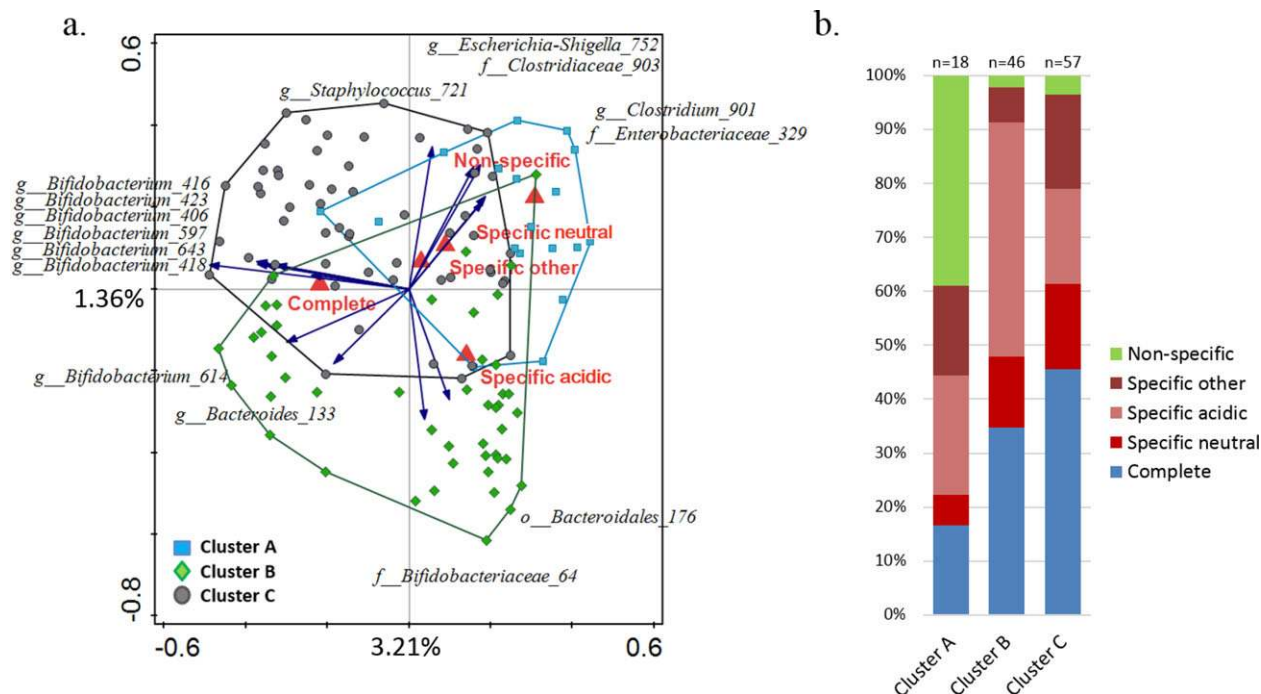 a.
0.6
g__Escherichia-Shigella_752
f__Clostridiaceae_903
g__Staphylococcus_721
g__Clostridium_901
f__Enterobacteriaceae_329
Non-specific
g__Bifidobacterium_416
g__Bifidobacterium_423
g__Bifidobacterium_406
g__Bifidobacterium_597
g__Bifidobacterium_643
g__Bifidobacterium_418
Specific neutral
Specific other
1.36%
Complete
Specific acidic
g__Bifidobacterium_614
g__Bacteroides_133
o__Bacteroidales_176
f__Bifidobacteriaceae_64
Cluster A
Cluster B
Cluster C
-0.8
-0.6
3.21%
0.6
b.
n=18
n=46
n=57
100%
90%
80%
70%
60%
50%
40%
30%
20%
10%
0%
Cluster A
Cluster B
Cluster C
Non-specific
Specific other
Specific acidic
Specific neutral
Complete